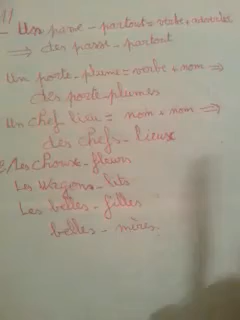 1/
Un passe - partout = verbe + adverbe
⇒ des passe - partout
Un porte - plume = verbe + nom ⇒
des porte - plumes
Un chef lieu = nom + nom ⇒
des chefs - lieux
2/ Les choux - fleurs
Les wagons - lits
Les belles - filles
belles - mères.